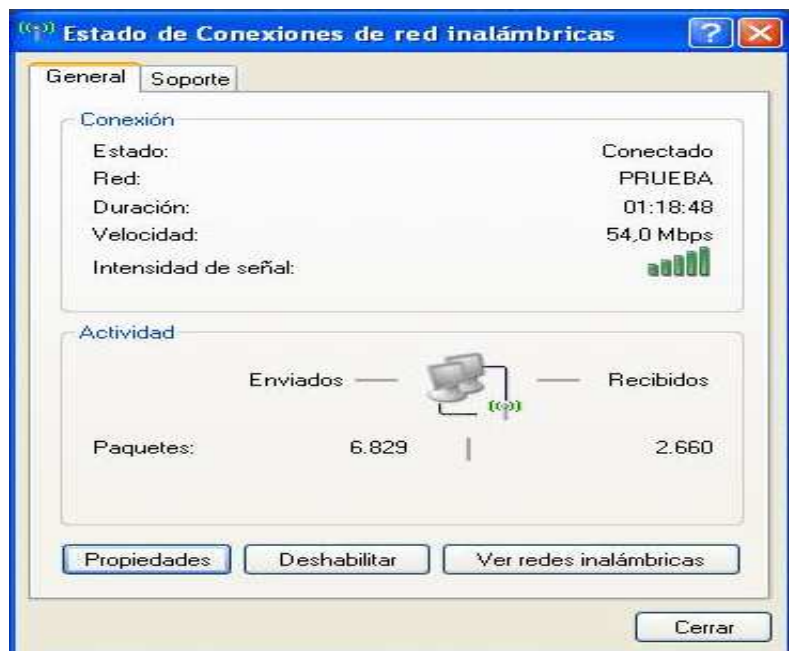 Estado de Conexiones de red inalámbricas
General Soporte
Conexión
Estado: Conectado
Red: PRUEBA
Duración: 01:18:48
Velocidad: 54,0 Mbps
Intensidad de señal:
Actividad
Enviados Recibidos
Paquetes: 6.829 2.660
Propiedades Deshabilitar Ver redes inalámbricas
Cerrar